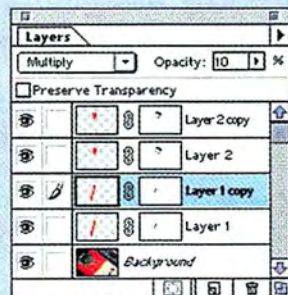 Layers
Multiply Opacity: 10 %
Preserve Transparency
Layer 2 copy
Layer 2
Layer 1 copy
Layer 1
Background